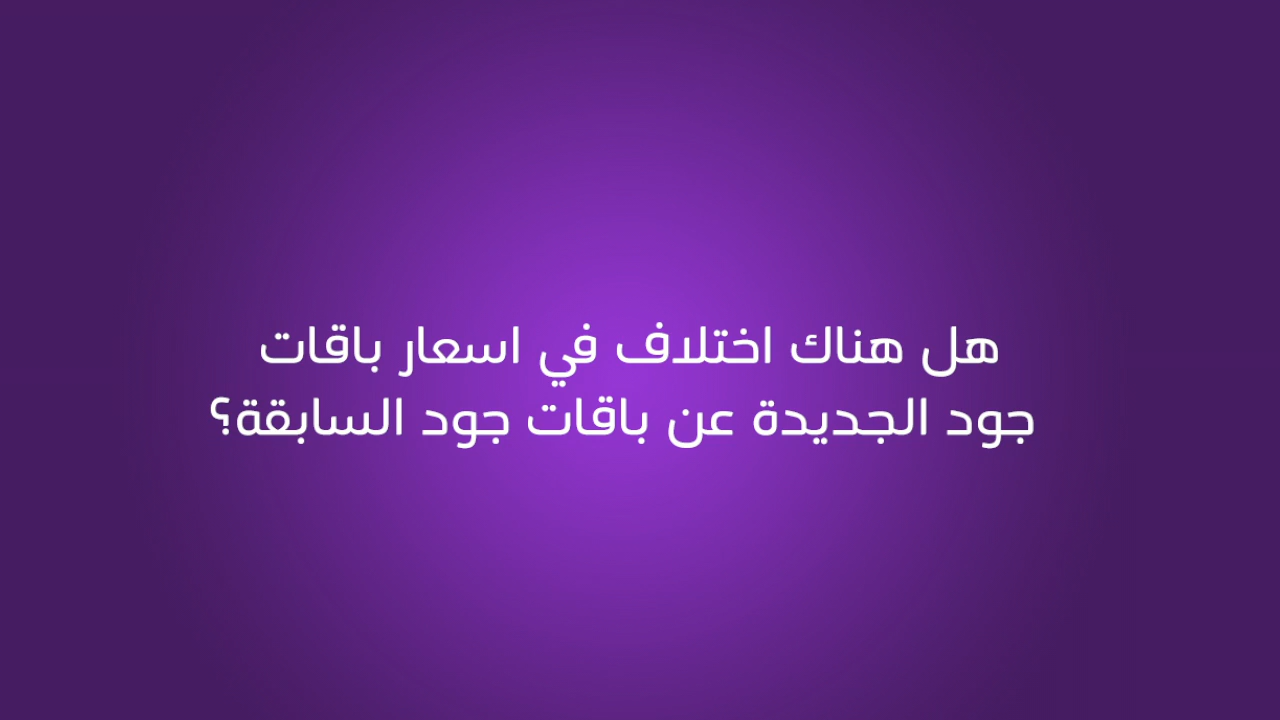 هل هناك اختلاف في اسعار باقات
جود الجديدة عن باقات جود السابقة؟